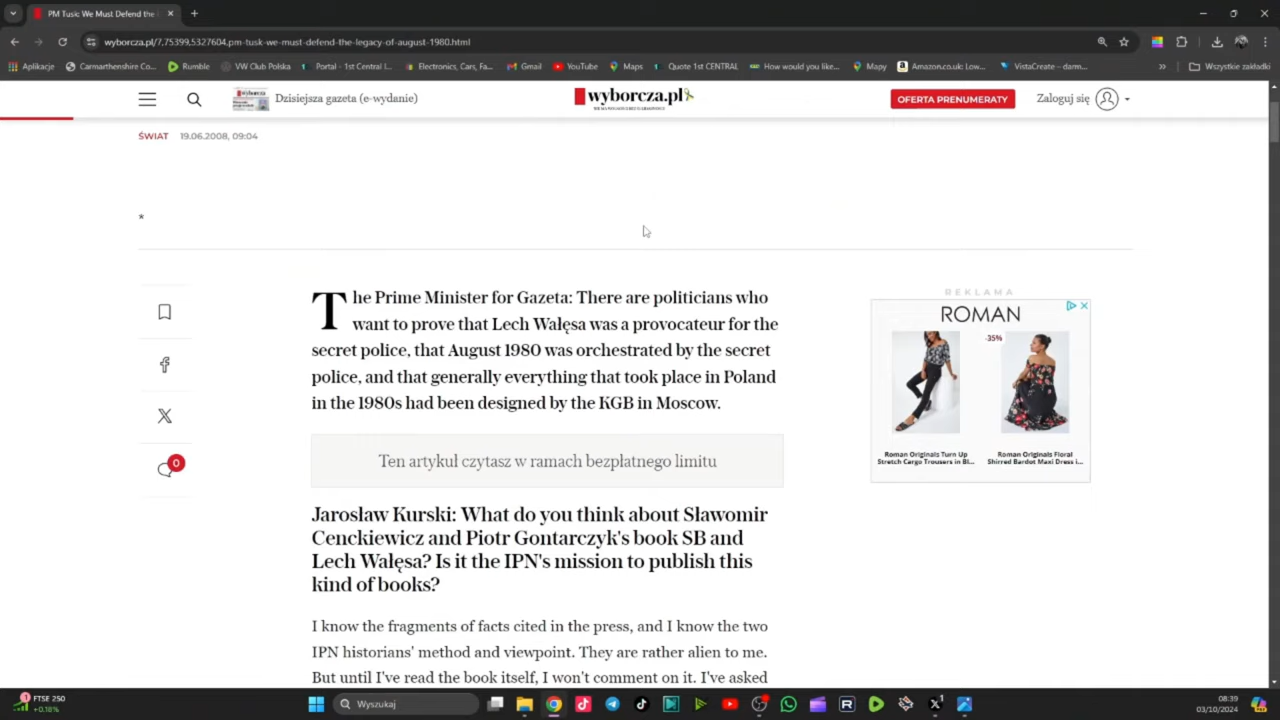 PM Tusk We Must Defend the
wyborcza.pl/7,75399,5327604,pm-tusk-we-must-defend-the-legacy-of-august-1980.html
Aplikacje
Carmarthenshire Co...
Rumble
VW Club Polska
Portal - 1st Central I...
Electronics, Cars, Fa...
Gmail
YouTube
Maps
Quote 1st CENTRAL
How would you like...
Mapy
Amazon.co.uk: Low...
VistaCreate – darm...
»
Wszystkie zakładki
Dzisiejsza gazeta (e-wydanie)
wyborcza.pl
OFERTA PRENUMERATY
Zaloguj się
ŚWIAT 19.06.2008, 09:04
*
The Prime Minister for Gazeta: There are politicians who
want to prove that Lech Wałęsa was a provocateur for the
secret police, that August 1980 was orchestrated by the secret
police, and that generally everything that took place in Poland
in the 1980s had been designed by the KGB in Moscow.
Ten artykuł czytasz w ramach bezpłatnego limitu
0
Jarosław Kurski: What do you think about Sławomir
Cenckiewicz and Piotr Gontarczyk's book SB and
Lech Wałęsa? Is it the IPN's mission to publish this
kind of books?
I know the fragments of facts cited in the press, and I know the two
IPN historians' method and viewpoint. They are rather alien to me.
But until I've read the book itself, I won't comment on it. I've asked
REKLAMA
ROMAN
-35%
Roman Originals Turn Up
Stretch Cargo Trousers in Bl...
Roman Originals Floral
Shirred Bardot Maxi Dress i...
1
FTSE 250
+0.18%
Wyszukaj
1
08:39
03/10/2024